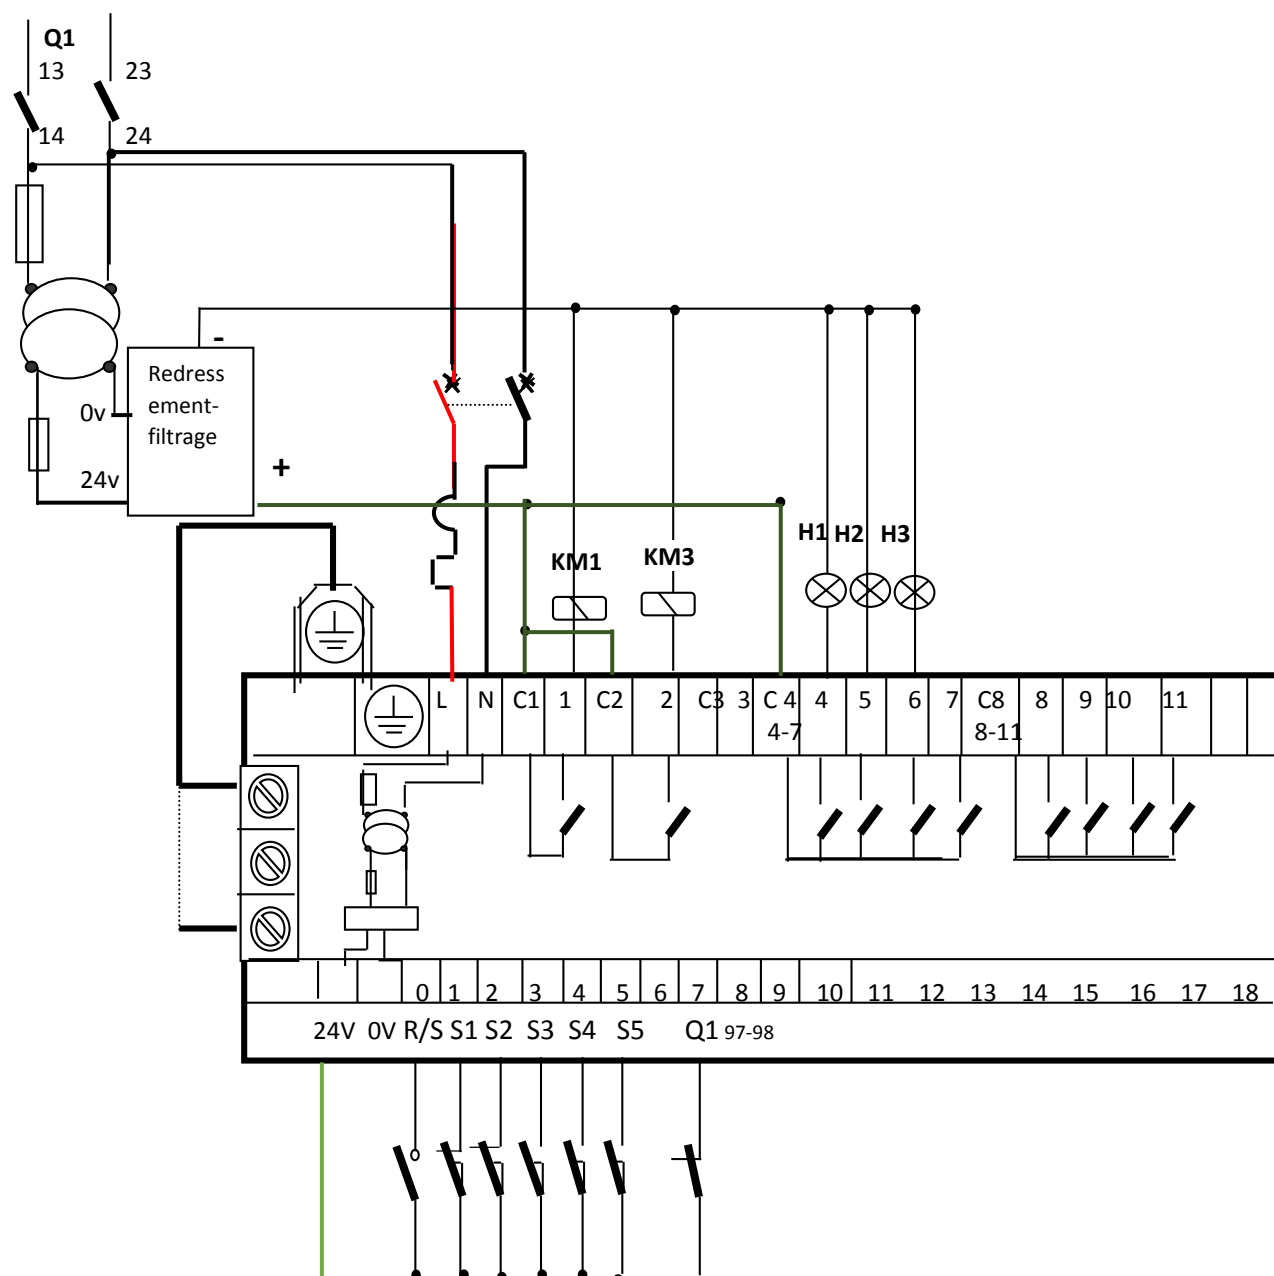 Q1
13 23
14 24
-
Redress
ement-
filtrage
0v
24v
+
H1 H2 H3
KM1 KM3
L N C1 1 C2 2 C3 3 C 4 4 5 6 7 C8 8 9 10 11
4-7 8-11
0 1 2 3 4 5 6 7 8 9 10 11 12 13 14 15 16 17 18
24V 0V R/S S1 S2 S3 S4 S5 Q1 97-98